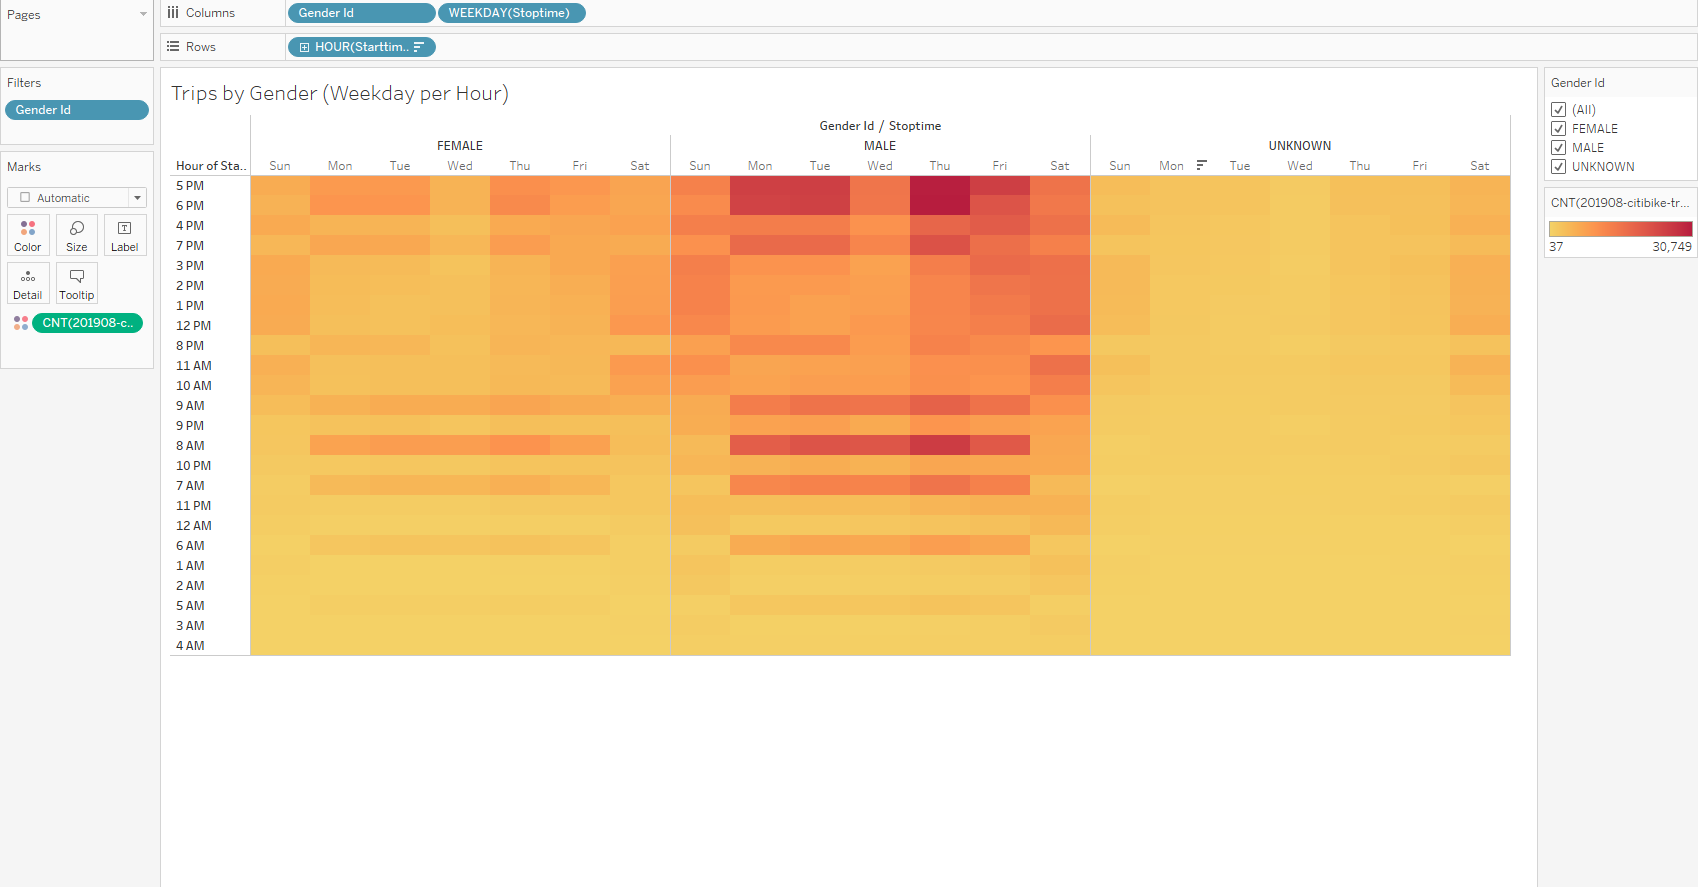 Pages
Columns
Gender Id
WEEKDAY(Stoptime)
Rows
HOUR(Starttim..
Filters
Gender Id
Marks
Automatic
Color
Size
Label
Detail
Tooltip
CNT(201908-c..
Trips by Gender (Weekday per Hour)
Gender Id / Stoptime
FEMALE MALE UNKNOWN
Hour of Sta.. Sun Mon Tue Wed Thu Fri Sat Sun Mon Tue Wed Thu Fri Sat Sun Mon Tue Wed Thu Fri Sat
5 PM
6 PM
4 PM
7 PM
3 PM
2 PM
1 PM
12 PM
8 PM
11 AM
10 AM
9 AM
9 PM
8 AM
10 PM
7 AM
11 PM
12 AM
6 AM
1 AM
2 AM
5 AM
3 AM
4 AM
Gender Id
(All)
FEMALE
MALE
UNKNOWN
CNT(201908-citibike-tr...
37 30,749